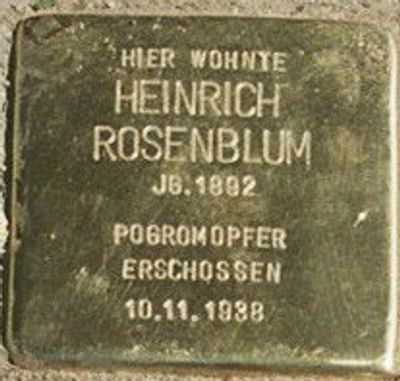 HIER WOHNTE
HEINRICH
ROSENBLUM
JG. 1892
POGROMOPFER
ERSCHOSSEN
10.11.1938